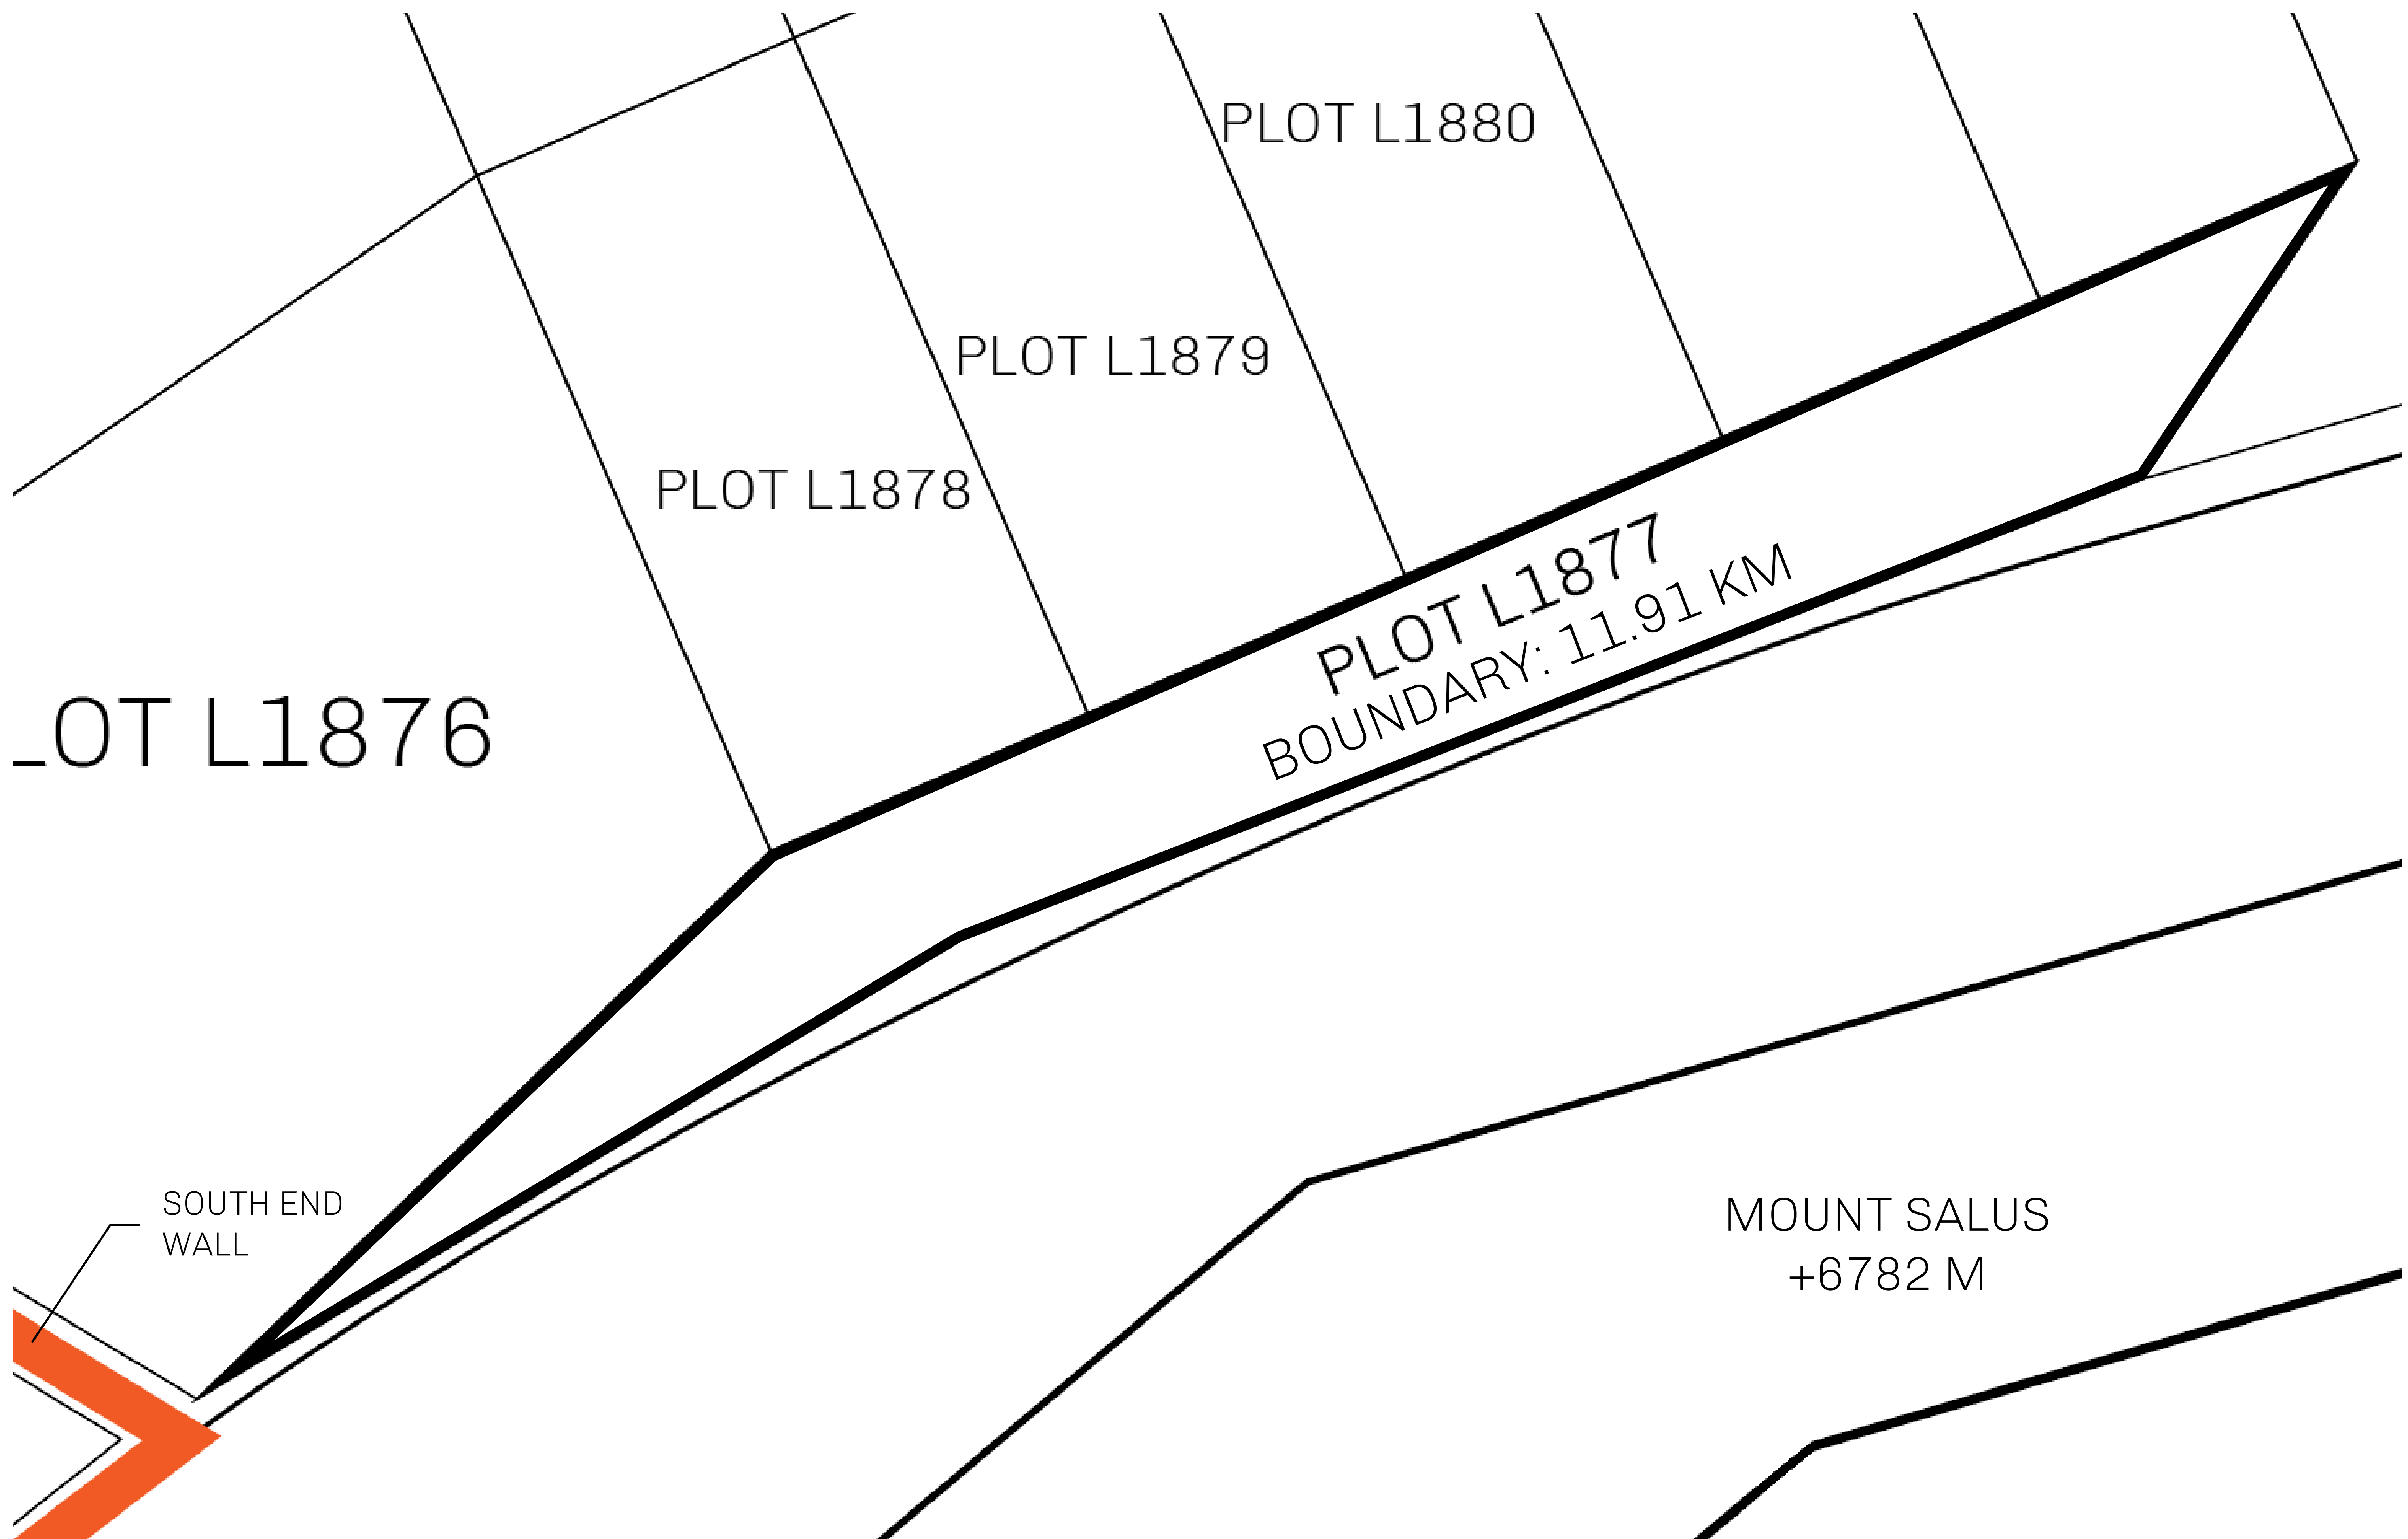 PLOT L1880
PLOT L1879
PLOT L1878
PLOT L1877
BOUNDARY: 11.91 KM
OT L1876
SOUTH END
WALL
MOUNT SALUS
+6782 M